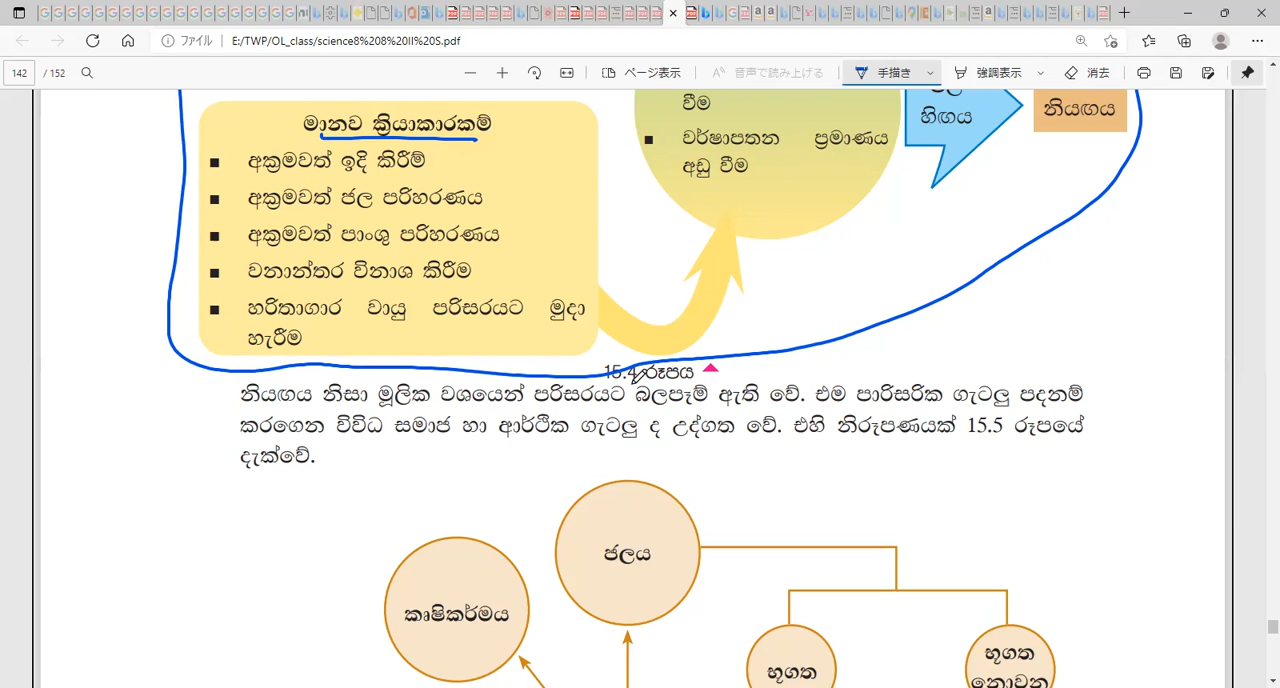 ファイル
E:/TWP/OL_class/science8%208%20II%20S.pdf
142 / 152
ページ表示
音声で読み上げる
手描き
強調表示
消去
මානව ක්‍රියාකාරකම්
අක්‍රමවත් ඉදි කිරීම්
අක්‍රමවත් ජල පරිහරණය
අක්‍රමවත් පාංශු පරිහරණය
වනාන්තර විනාශ කිරීම
හරිතාගාර වායු පරිසරයට මුදා
හැරීම
වීම
වර්ෂාපතන ප්‍රමාණය
අඩු වීම
හිඟය
නියඟය
15.4 රූපය
නියඟය නිසා මූලික වශයෙන් පරිසරයට බලපෑම් ඇති වේ. එම පාරිසරික ගැටලු පදනම්
කරගෙන විවිධ සමාජ හා ආර්ථික ගැටලු ද උද්ගත වේ. එහි නිරූපණයක් 15.5 රූපයේ
දැක්වේ.
ජලය
කෘෂිකර්මය
භූගත
භූගත
නොවන